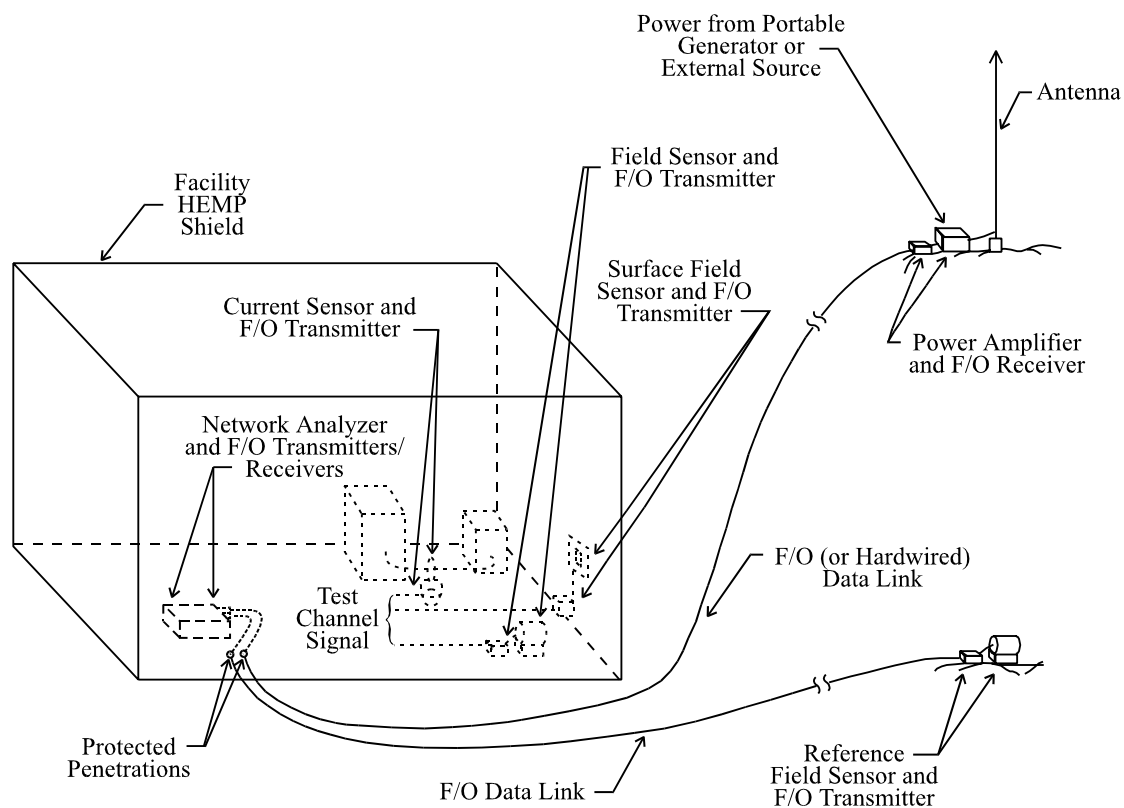 Power from Portable
Generator or
External Source
Antenna
Field Sensor and
F/O Transmitter
Facility
HEMP
Shield
Surface Field
Sensor and F/O
Transmitter
Current Sensor and
F/O Transmitter
Power Amplifier
and F/O Receiver
Network Analyzer
and F/O Transmitters/
Receivers
F/O (or Hardwired)
Data Link
Test
Channel
Signal
Protected
Penetrations
F/O Data Link
Reference
Field Sensor and
F/O Transmitter